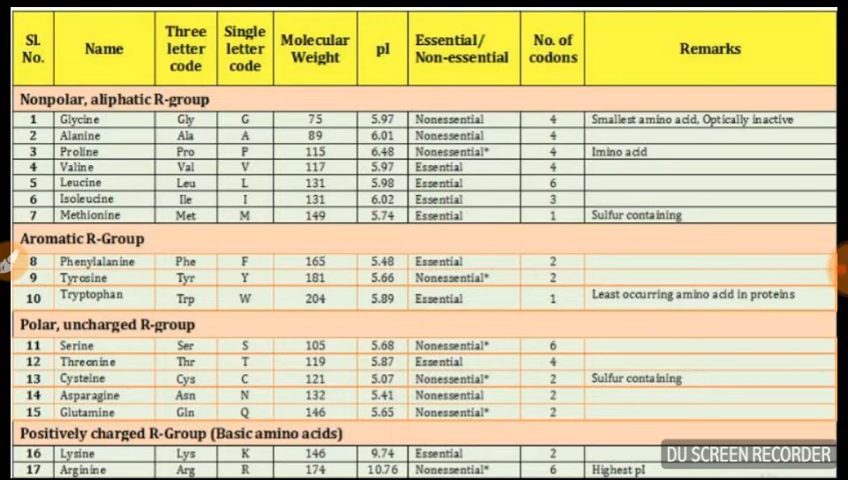 Sl. No. Name Three letter code Single letter code Molecular Weight pI Essential/ Non-essential No. of codons Remarks
Nonpolar, aliphatic R-group
1 Glycine Gly G 75 5.97 Nonessential 4 Smallest amino acid, Optically inactive
2 Alanine Ala A 89 6.01 Nonessential 4
3 Proline Pro P 115 6.48 Nonessential* 4 Imino acid
4 Valine Val V 117 5.97 Essential 4
5 Leucine Leu L 131 5.98 Essential 6
6 Isoleucine Ile I 131 6.02 Essential 3
7 Methionine Met M 149 5.74 Essential 1 Sulfur containing
Aromatic R-Group
8 Phenylalanine Phe F 165 5.48 Essential 2
9 Tyrosine Tyr Y 181 5.66 Nonessential* 2
10 Tryptophan Trp W 204 5.89 Essential 1 Least occurring amino acid in proteins
Polar, uncharged R-group
11 Serine Ser S 105 5.68 Nonessential* 6
12 Threonine Thr T 119 5.87 Essential 4
13 Cysteine Cys C 121 5.07 Nonessential* 2 Sulfur containing
14 Asparagine Asn N 132 5.41 Nonessential 2
15 Glutamine Gln Q 146 5.65 Nonessential* 2
Positively charged R-Group (Basic amino acids)
16 Lysine Lys K 146 9.74 Essential 2
17 Arginine Arg R 174 10.76 Nonessential* 6 Highest pI
DU SCREEN RECORDER